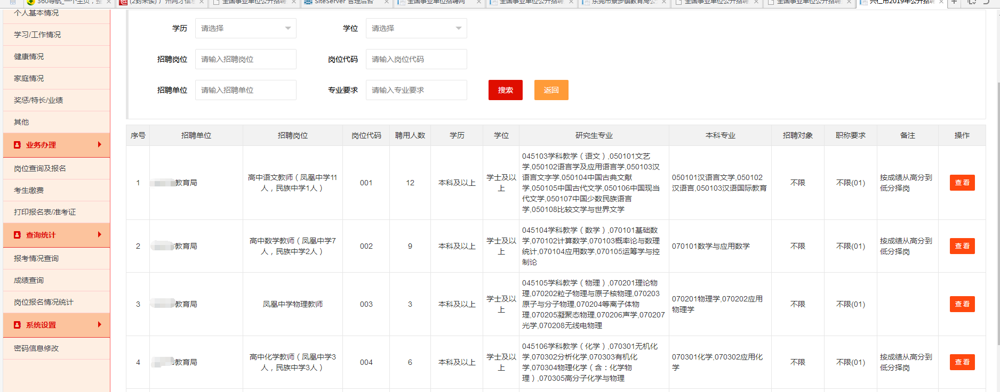 360导航_一个主页，整
(2封未读) 广州网才信息
全国事业单位公开招聘
SiteServer 管理后台
全国事业单位招聘网
全国事业单位公开招聘
东莞市寮步镇教育局公
全国事业单位公开招聘
全国事业单位公开招聘
兴仁市2019年公开招聘
个人基本情况
学习/工作情况
健康情况
家庭情况
奖惩/特长/业绩
其他
业务办理
岗位查询及报名
考生缴费
打印报名表/准考证
查询统计
报考情况查询
成绩查询
岗位报名情况统计
系统设置
密码信息修改
学历 请选择 学位 请选择
招聘岗位 请输入招聘岗位 岗位代码 请输入岗位代码
招聘单位 请输入招聘单位 专业要求 请输入专业要求 搜索 返回
序号 招聘单位 招聘岗位 岗位代码 聘用人数 学历 学位 研究生专业 本科专业 招聘对象 职称要求 备注 操作
1
教育局
高中语文教师（凤凰中学11
人，民族中学1人）
001
12
本科及以上
学士及以
上
045103学科教学（语文）,050101文艺
学,050102语言学及应用语言学,050103汉
语言文字学,050104中国古典文献
学,050105中国古代文学,050106中国现当
代文学,050107中国少数民族语言
学,050108比较文学与世界文学
050101汉语言文学,050102
汉语言,050103汉语国际教育
不限
不限(01)
按成绩从高分到
低分择岗
查看
2
教育局
高中数学教师（凤凰中学7
人，民族中学2人）
002
9
本科及以上
学士及以
上
045104学科教学（数学）,070101基础数
学,070102计算数学,070103概率论与数理
统计,070104应用数学,070105运筹学与控
制论
070101数学与应用数学
不限
不限(01)
按成绩从高分到
低分择岗
查看
3
教育局
凤凰中学物理教师
003
3
本科及以上
学士及以
上
045105学科教学（物理）,070201理论物
理,070202粒子物理与原子核物理,070203
原子与分子物理,070204等离子体物
理,070205凝聚态物理,070206声学,070207
光学,070208无线电物理
070201物理学,070202应用
物理学
不限
不限(01)
查看
4
教育局
高中化学教师（凤凰中学3
人，民族中学3人）
004
6
本科及以上
学士及以
上
045106学科教学（化学）,070301无机化
学,070302分析化学,070303有机化
学,070304物理化学（含：化学物
理）,070305高分子化学与物理
070301化学,070302应用化
学
不限
不限(01)
按成绩从高分到
低分择岗
查看